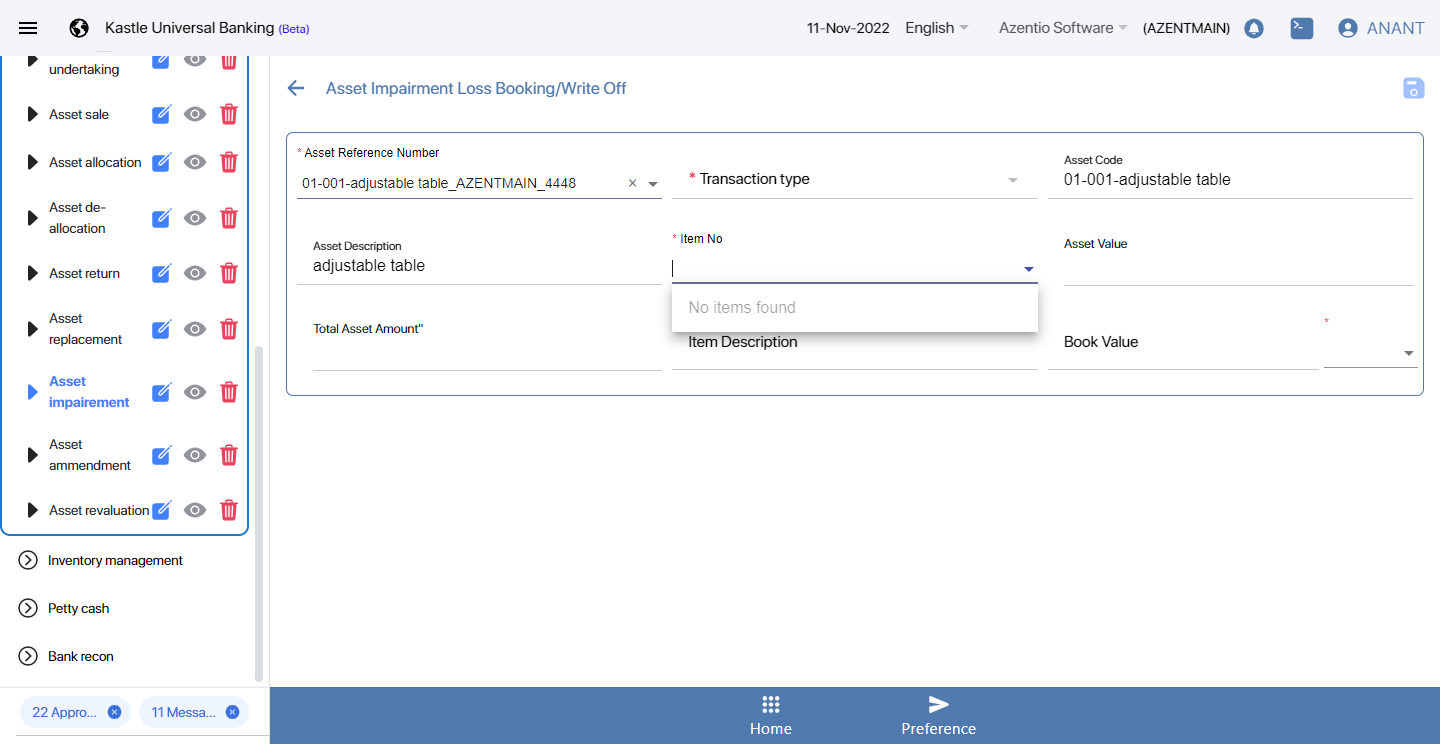 Kastle Universal Banking (Beta)
11-Nov-2022
English
Azentio Software
(AZENTMAIN)
ANANT
undertaking
Asset sale
Asset allocation
Asset de-
allocation
Asset return
Asset
replacement
Asset
impairement
Asset
ammendment
Asset revaluation
Inventory management
Petty cash
Bank recon
22 Appro...
11 Messa...
Asset Impairment Loss Booking/Write Off
* Asset Reference Number
01-001-adjustable table_AZENTMAIN_4448
* Transaction type
Asset Code
01-001-adjustable table
Asset Description
adjustable table
* Item No
No items found
Asset Value
Total Asset Amount"
Item Description
Book Value
*
Home
Preference